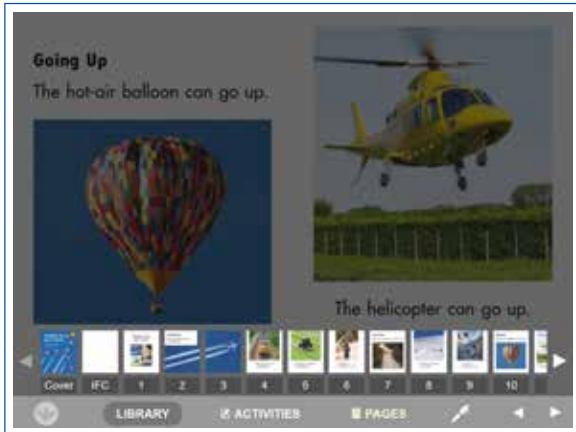 Going Up
The hot-air balloon can go up.
The helicopter can go up.
Cover IFC 1 2 3 4 5 6 7 8 9 10
LIBRARY ACTIVITIES PAGES